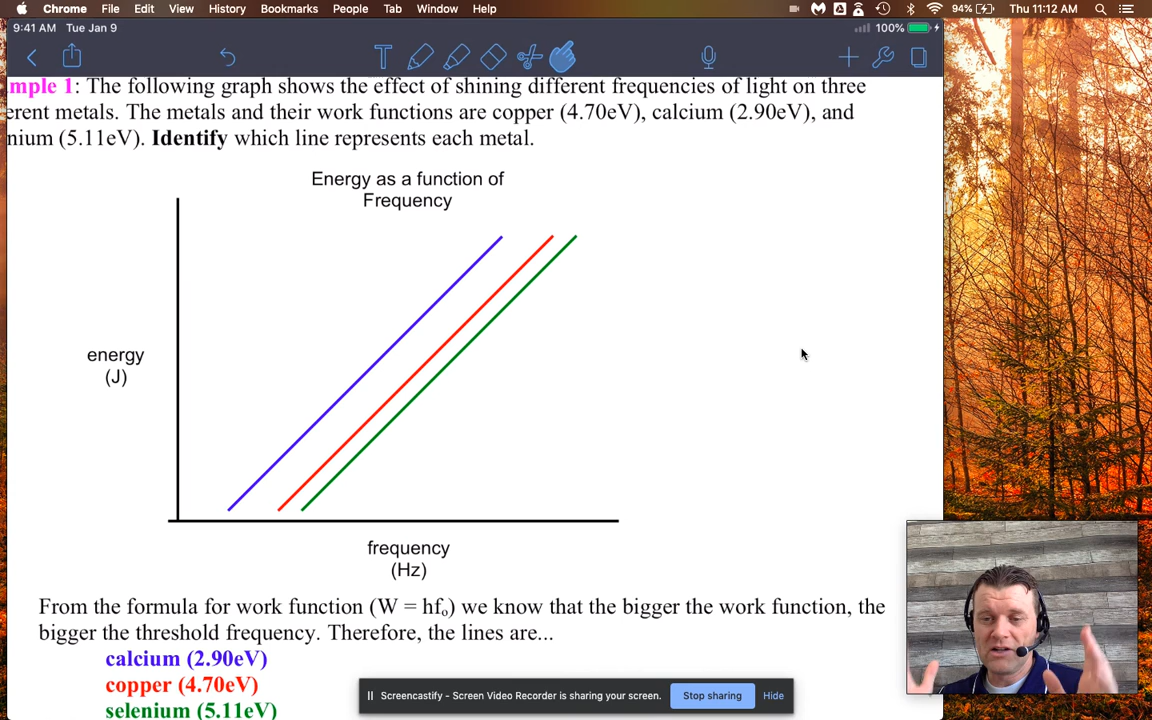 Chrome File Edit View History Bookmarks People Tab Window Help 94% Thu 11:12 AM
9:41 AM Tue Jan 9 100%
mple 1: The following graph shows the effect of shining different frequencies of light on three
erent metals. The metals and their work functions are copper (4.70eV), calcium (2.90eV), and
nium (5.11eV). Identify which line represents each metal.
Energy as a function of
Frequency
energy
(J)
frequency
(Hz)
From the formula for work function (W = hfₒ) we know that the bigger the work function, the
bigger the threshold frequency. Therefore, the lines are...
calcium (2.90eV)
copper (4.70eV)
selenium (5.11eV)
Screencastify - Screen Video Recorder is sharing your screen. Stop sharing Hide